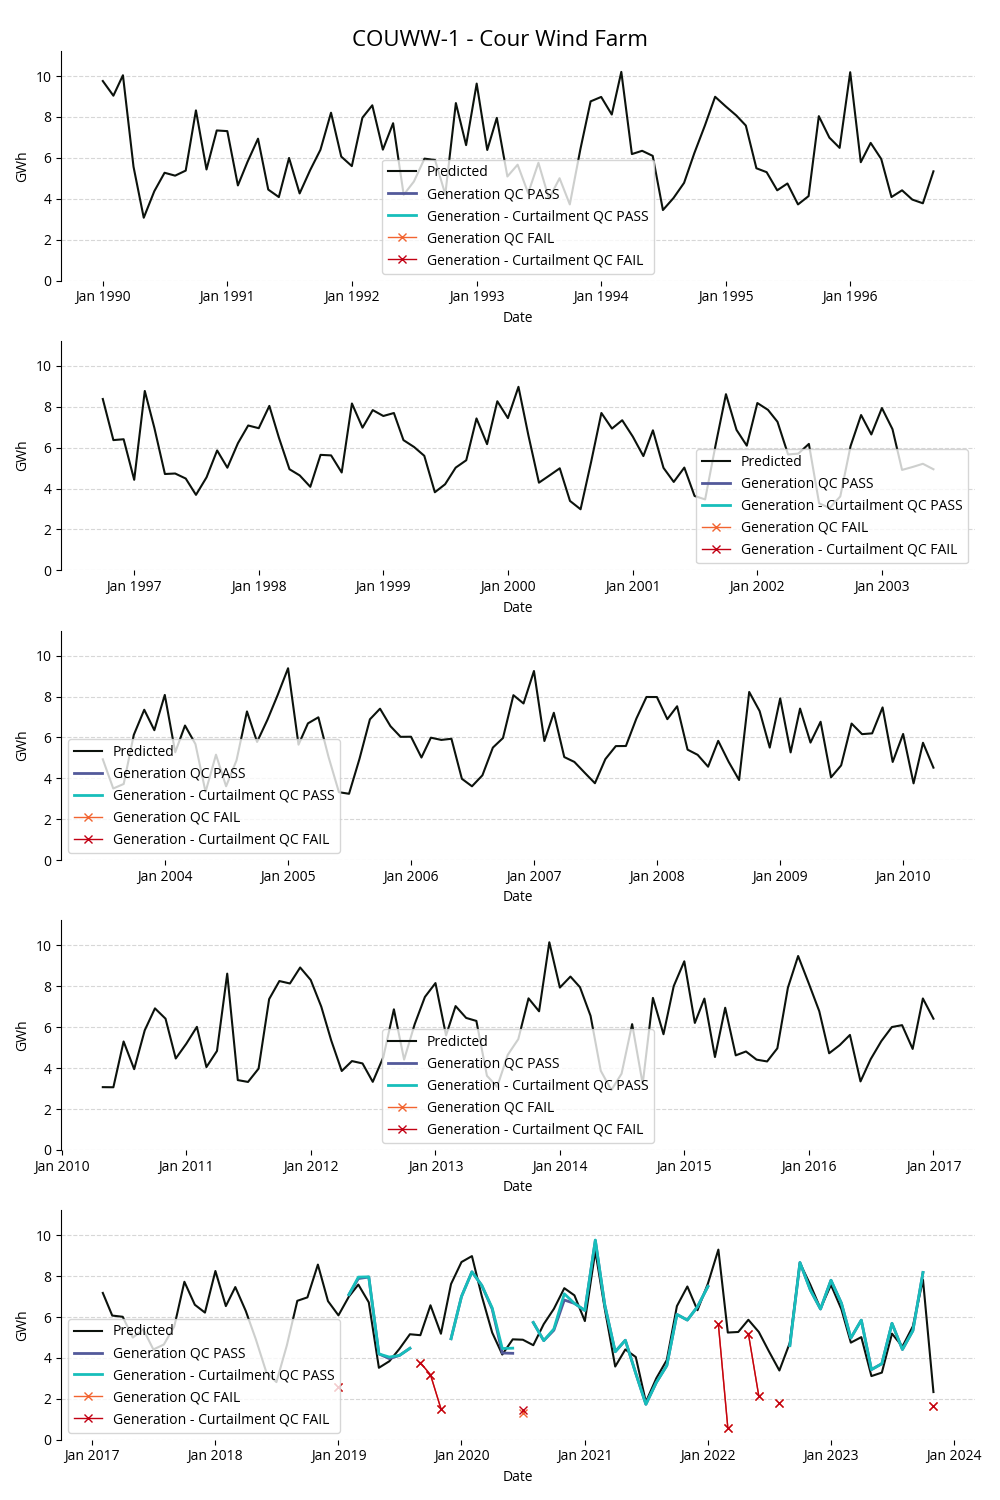 COUWW-1 - Cour Wind Farm
10
8
6
4
2
0
GWh
Predicted
Generation QC PASS
Generation - Curtailment QC PASS
Generation QC FAIL
Generation - Curtailment QC FAIL
Jan 1990 Jan 1991 Jan 1992 Jan 1993 Jan 1994 Jan 1995 Jan 1996
Date
10
8
6
4
2
0
GWh
Predicted
Generation QC PASS
Generation - Curtailment QC PASS
Generation QC FAIL
Generation - Curtailment QC FAIL
Jan 1997 Jan 1998 Jan 1999 Jan 2000 Jan 2001 Jan 2002 Jan 2003
Date
10
8
6
4
2
0
GWh
Predicted
Generation QC PASS
Generation - Curtailment QC PASS
Generation QC FAIL
Generation - Curtailment QC FAIL
Jan 2004 Jan 2005 Jan 2006 Jan 2007 Jan 2008 Jan 2009 Jan 2010
Date
10
8
6
4
2
0
GWh
Predicted
Generation QC PASS
Generation - Curtailment QC PASS
Generation QC FAIL
Generation - Curtailment QC FAIL
Jan 2010 Jan 2011 Jan 2012 Jan 2013 Jan 2014 Jan 2015 Jan 2016 Jan 2017
Date
10
8
6
4
2
0
GWh
Predicted
Generation QC PASS
Generation - Curtailment QC PASS
Generation QC FAIL
Generation - Curtailment QC FAIL
Jan 2017 Jan 2018 Jan 2019 Jan 2020 Jan 2021 Jan 2022 Jan 2023 Jan 2024
Date